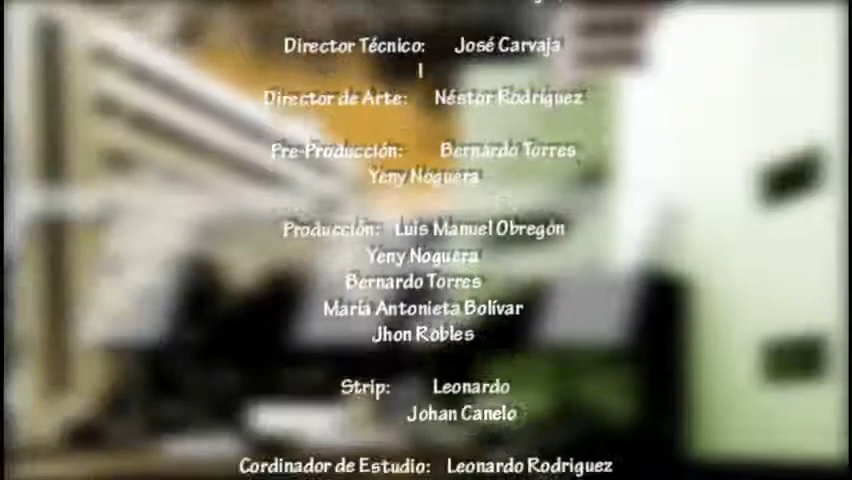 Director Técnico: José Carvaja
l
Director de Arte: Néstor Rodríguez
Pre-Producción: Bernardo Torres
Yeny Noguera
Producción: Luis Manuel Obregón
Yeny Noguera
Bernardo Torres
María Antonieta Bolívar
Jhon Robles
Strip: Leonardo
Johan Canelo
Cordinador de Estudio: Leonardo Rodriguez